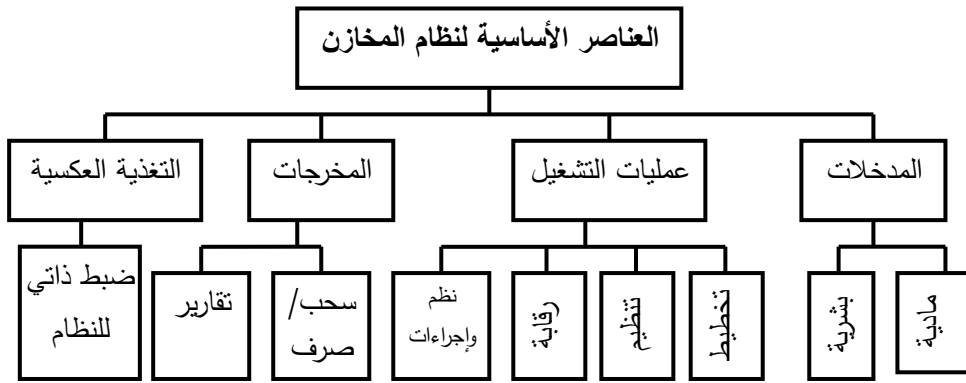 العناصر الأساسية لنظام المخازن
المدخلات
عمليات التشغيل
المخرجات
التغذية العكسية
مادية
بشرية
تخطيط
تنظيم
رقابة
نظم
وإجراءات
سحب/
صرف
تقارير
ضبط ذاتي
للنظام